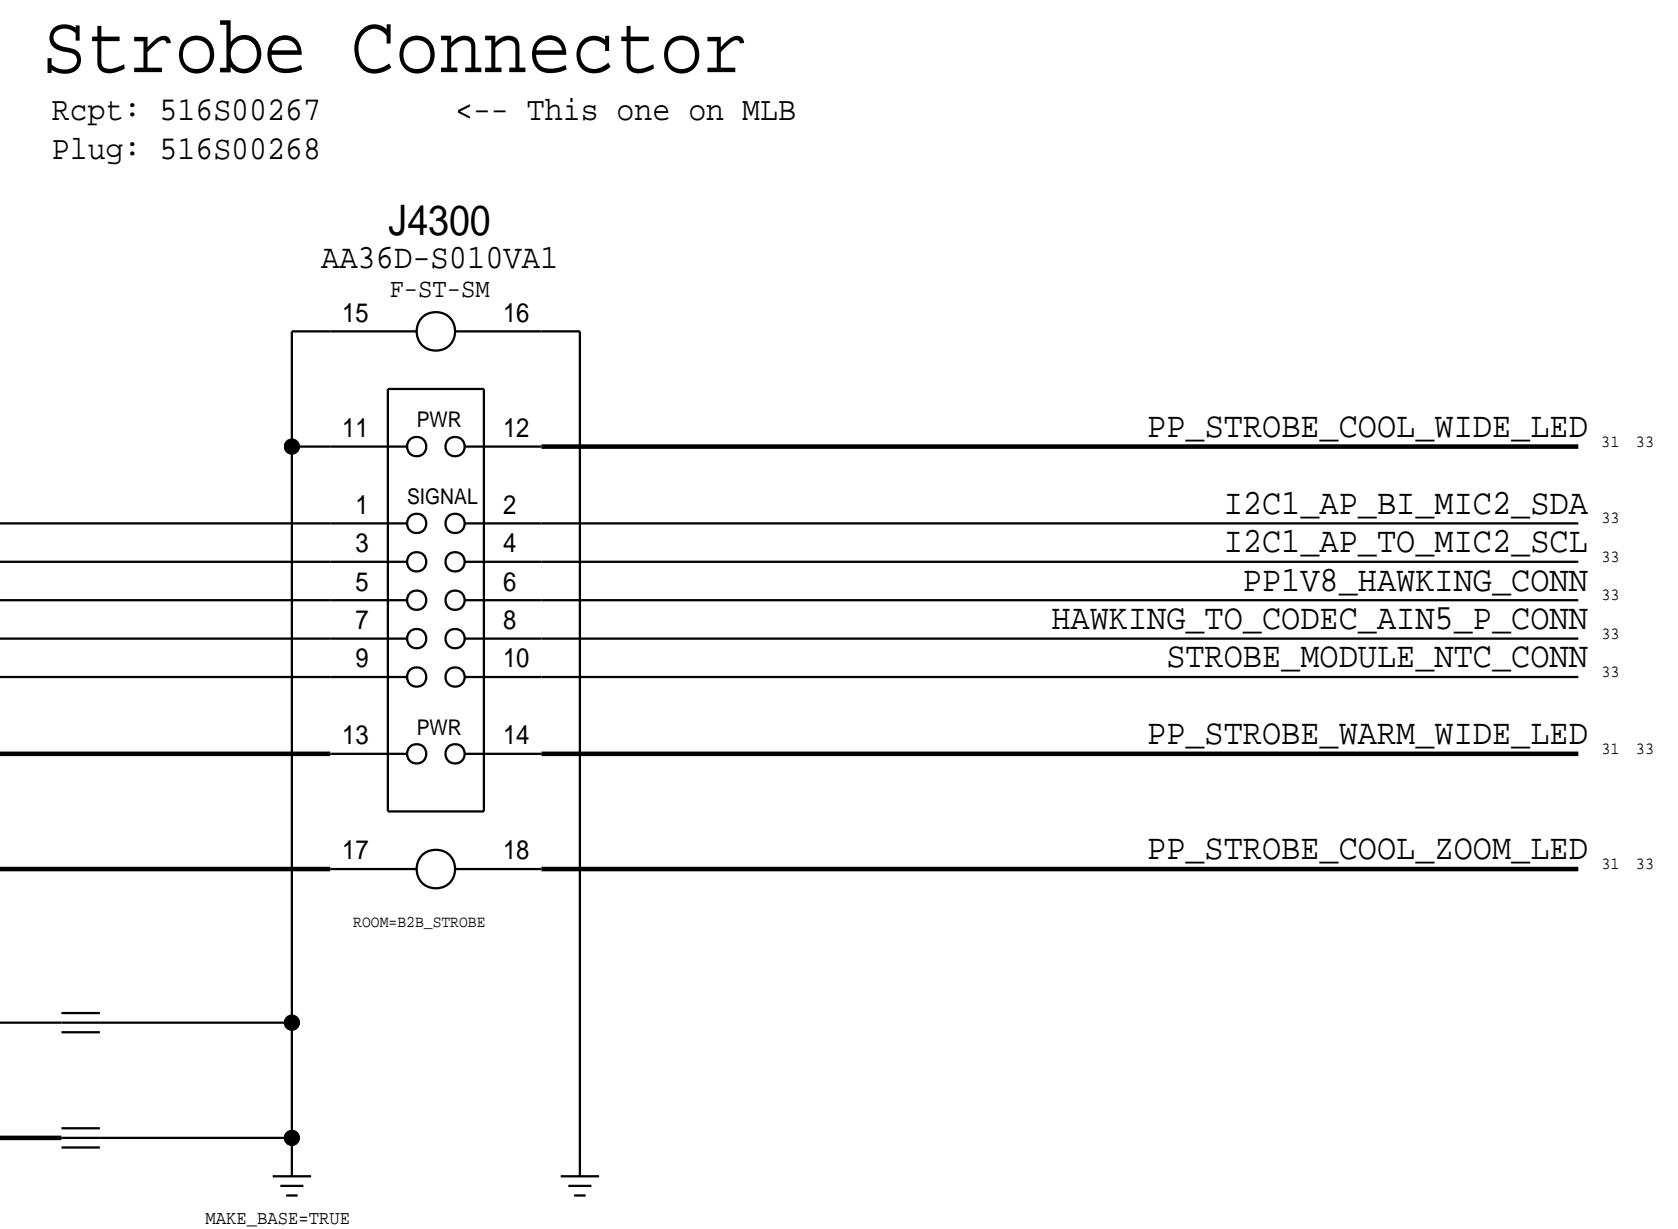 Strobe Connector
Rcpt: 516S00267 <-- This one on MLB
Plug: 516S00268
J4300
AA36D-S010VA1
F-ST-SM
15 16
PWR
11 12 PP_STROBE_COOL_WIDE_LED 31 33
SIGNAL
1 2 I2C1_AP_BI_MIC2_SDA 33
3 4 I2C1_AP_TO_MIC2_SCL 33
5 6 PP1V8_HAWKING_CONN 33
7 8 HAWKING_TO_CODEC_AIN5_P_CONN 33
9 10 STROBE_MODULE_NTC_CONN 33
PWR
13 14 PP_STROBE_WARM_WIDE_LED 31 33
17 18 PP_STROBE_COOL_ZOOM_LED 31 33
ROOM=B2B_STROBE
MAKE_BASE=TRUE